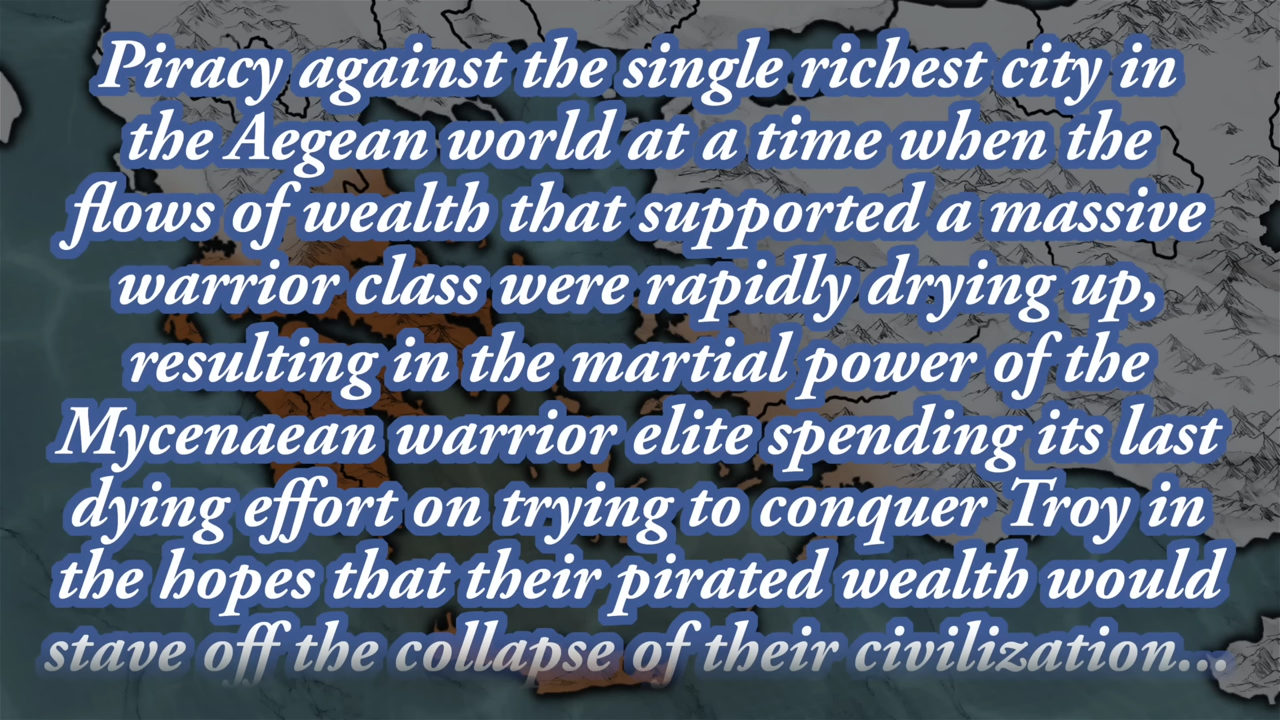 Piracy against the single richest city in
the Aegean world at a time when the
flows of wealth that supported a massive
warrior class were rapidly drying up,
resulting in the martial power of the
Mycenaean warrior elite spending its last
dying effort on trying to conquer Troy in
the hopes that their pirated wealth would
stave off the collapse of their civilization...